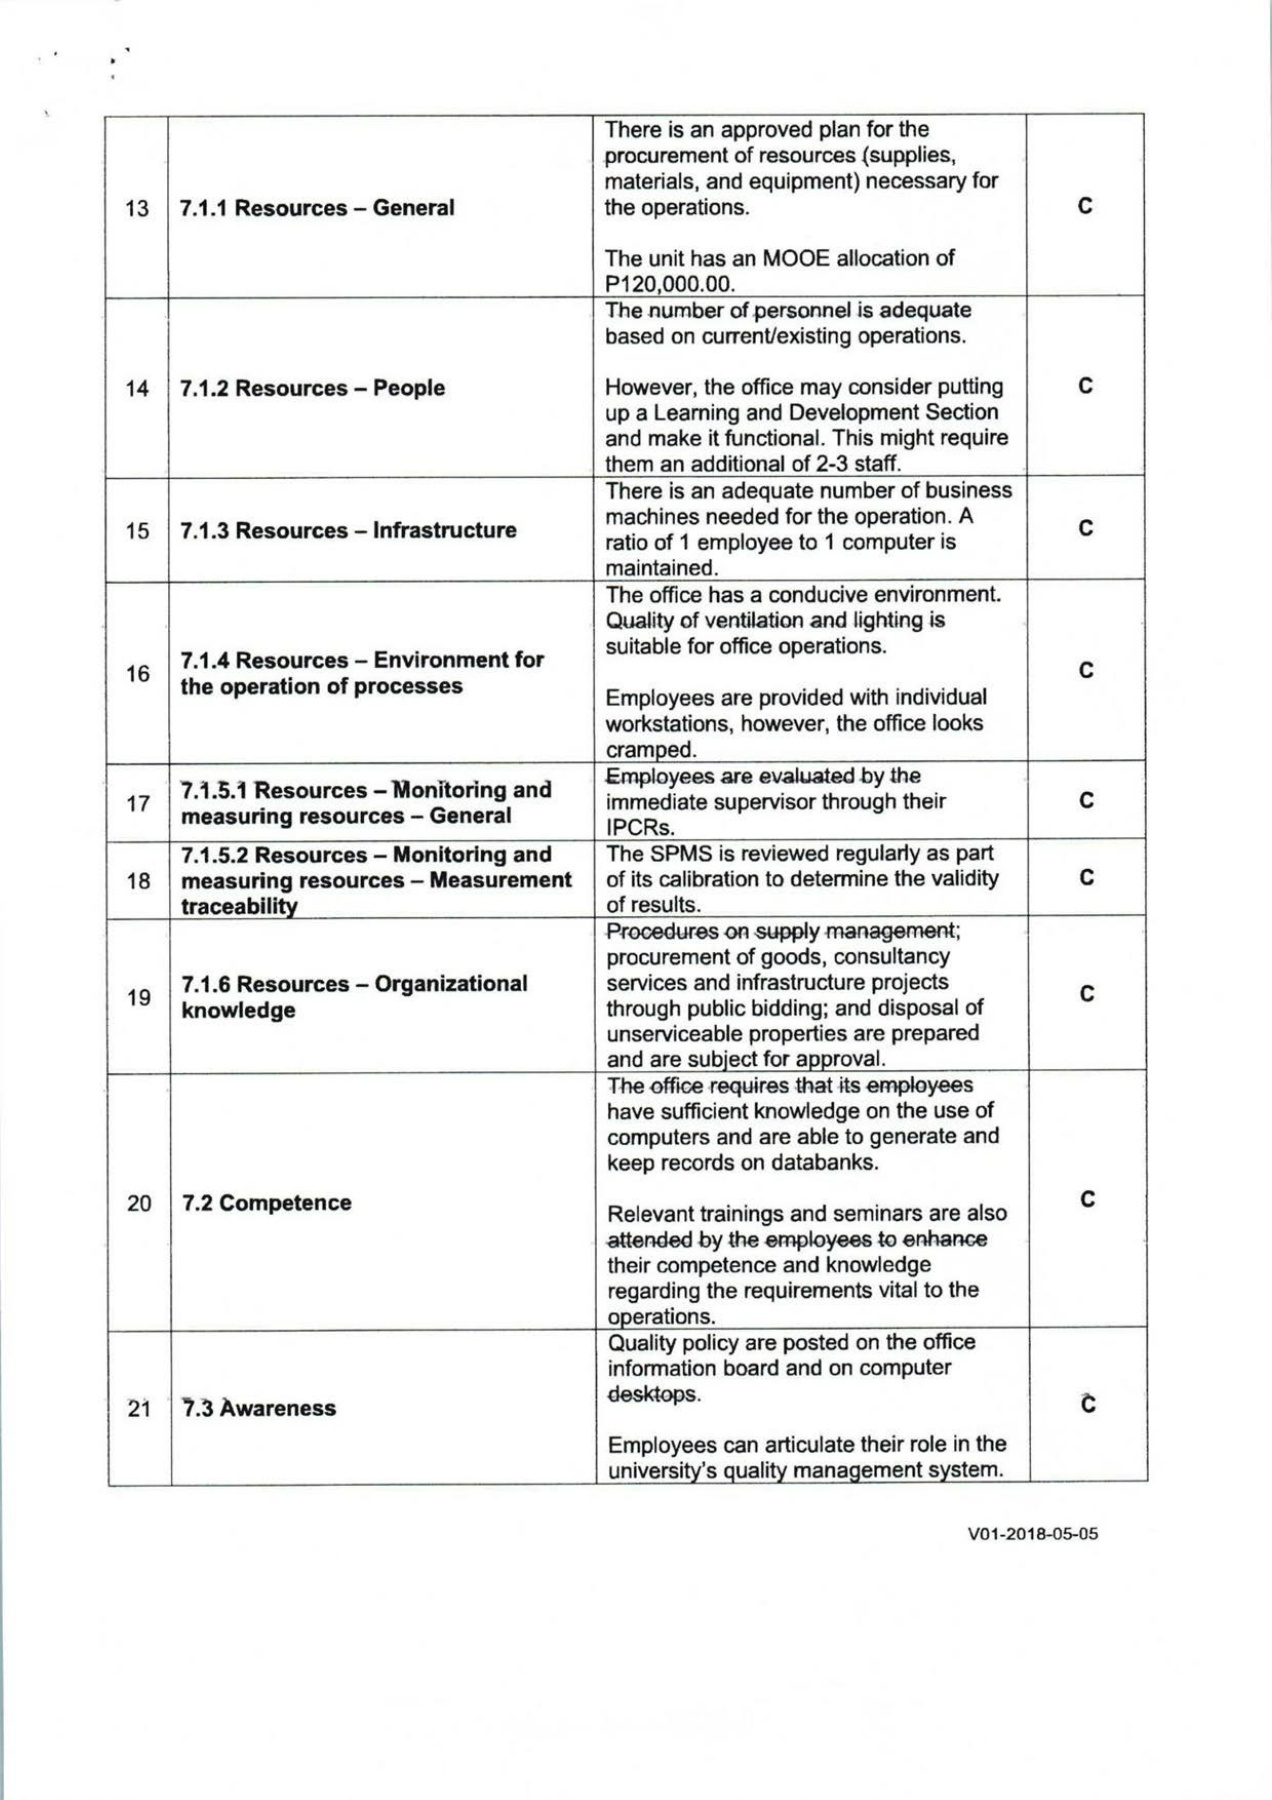 There is an approved plan for the
procurement of resources (supplies,
materials, and equipment) necessary for
13 7.1.1 Resources – General the operations. C
The unit has an MOOE allocation of
P120,000.00.
The number of personnel is adequate
based on current/existing operations.
14 7.1.2 Resources – People However, the office may consider putting C
up a Learning and Development Section
and make it functional. This might require
them an additional of 2-3 staff.
There is an adequate number of business
machines needed for the operation. A
15 7.1.3 Resources – Infrastructure ratio of 1 employee to 1 computer is C
maintained.
The office has a conducive environment.
Quality of ventilation and lighting is
suitable for office operations.
16 7.1.4 Resources – Environment for C
the operation of processes
Employees are provided with individual
workstations, however, the office looks
cramped.
Employees are evaluated by the
17 7.1.5.1 Resources – Monitoring and immediate supervisor through their C
measuring resources – General IPCRs.
7.1.5.2 Resources – Monitoring and The SPMS is reviewed regularly as part
18 measuring resources – Measurement of its calibration to determine the validity C
traceability of results.
Procedures on supply management;
procurement of goods, consultancy
19 7.1.6 Resources – Organizational services and infrastructure projects C
knowledge through public bidding; and disposal of
unserviceable properties are prepared
and are subject for approval.
The office requires that its employees
have sufficient knowledge on the use of
computers and are able to generate and
keep records on databanks.
20 7.2 Competence C
Relevant trainings and seminars are also
attended by the employees to enhance
their competence and knowledge
regarding the requirements vital to the
operations.
Quality policy are posted on the office
information board and on computer
21 7.3 Awareness desktops. C
Employees can articulate their role in the
university's quality management system.
V01-2018-05-05